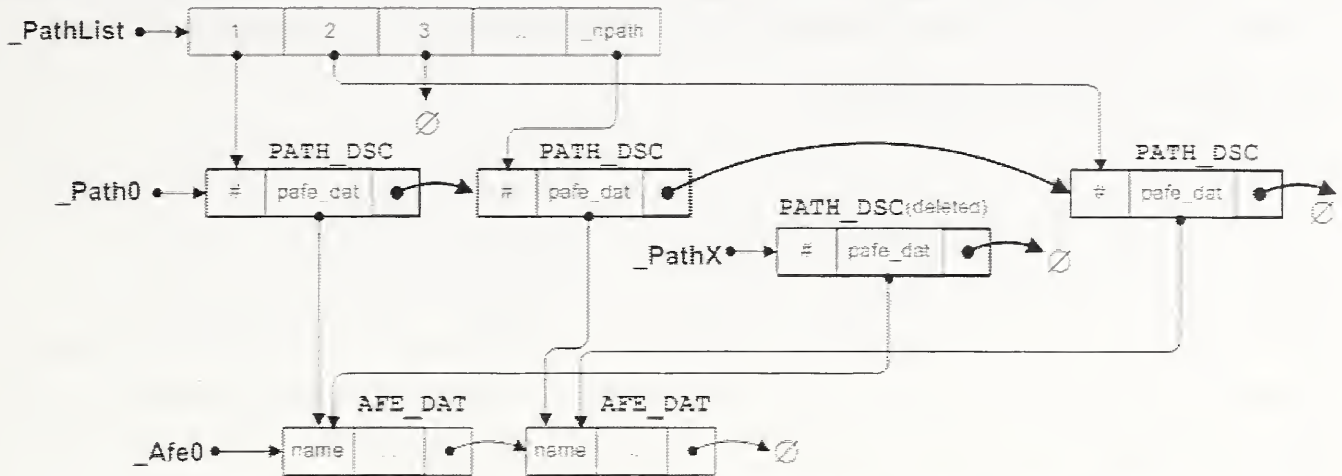 _PathList 1 2 3 .. _npath
∅
PATH_DSC PATH_DSC PATH_DSC
_Path0 # pafe_dat # pafe_dat # pafe_dat ∅
PATH_DSC(deleted)
_PathX # pafe_dat ∅
AFE_DAT AFE_DAT
_Afe0 name .. name .. ∅